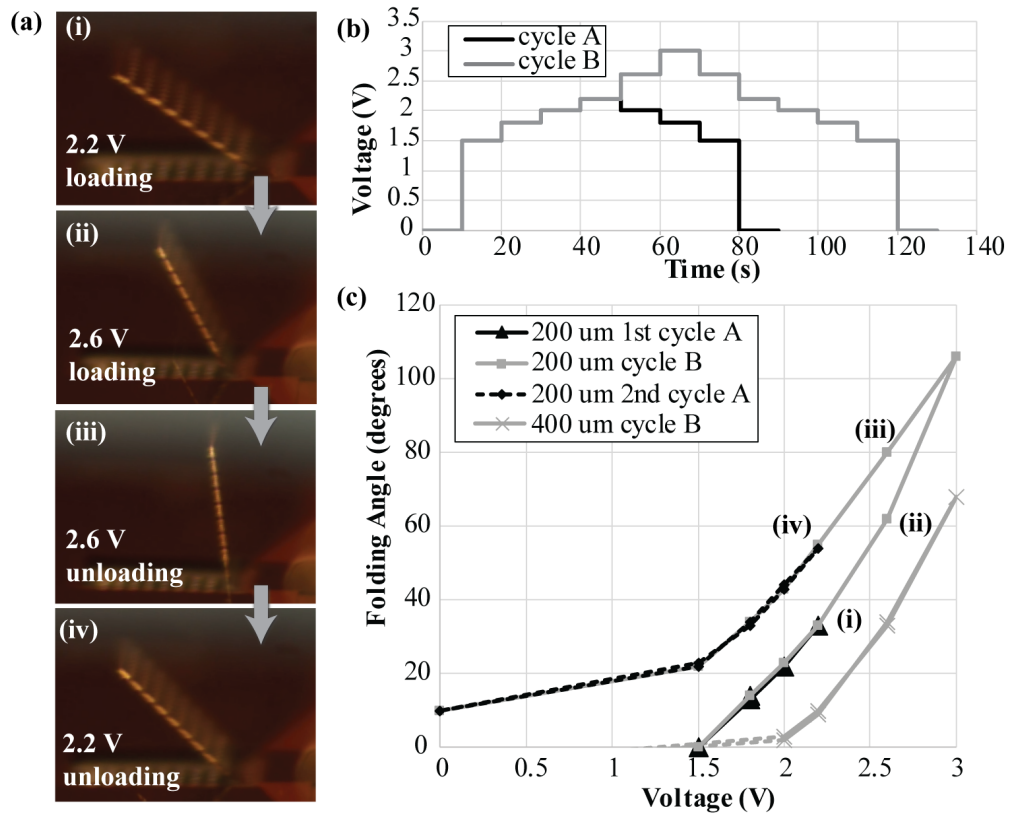 (a)
(i)
2.2 V
loading
(ii)
2.6 V
loading
(iii)
2.6 V
unloading
(iv)
2.2 V
unloading
(b)
3.5
3
2.5
2
1.5
1
0.5
0
Voltage (V)
cycle A
cycle B
20
40
60
80
100
120
140
Time (s)
(c)
120
100
80
60
40
20
0
Folding Angle (degrees)
200 um 1st cycle A
200 um cycle B
200 um 2nd cycle A
400 um cycle B
(iii)
(iv)
(ii)
(i)
0
0.5
1
1.5
2
2.5
3
Voltage (V)